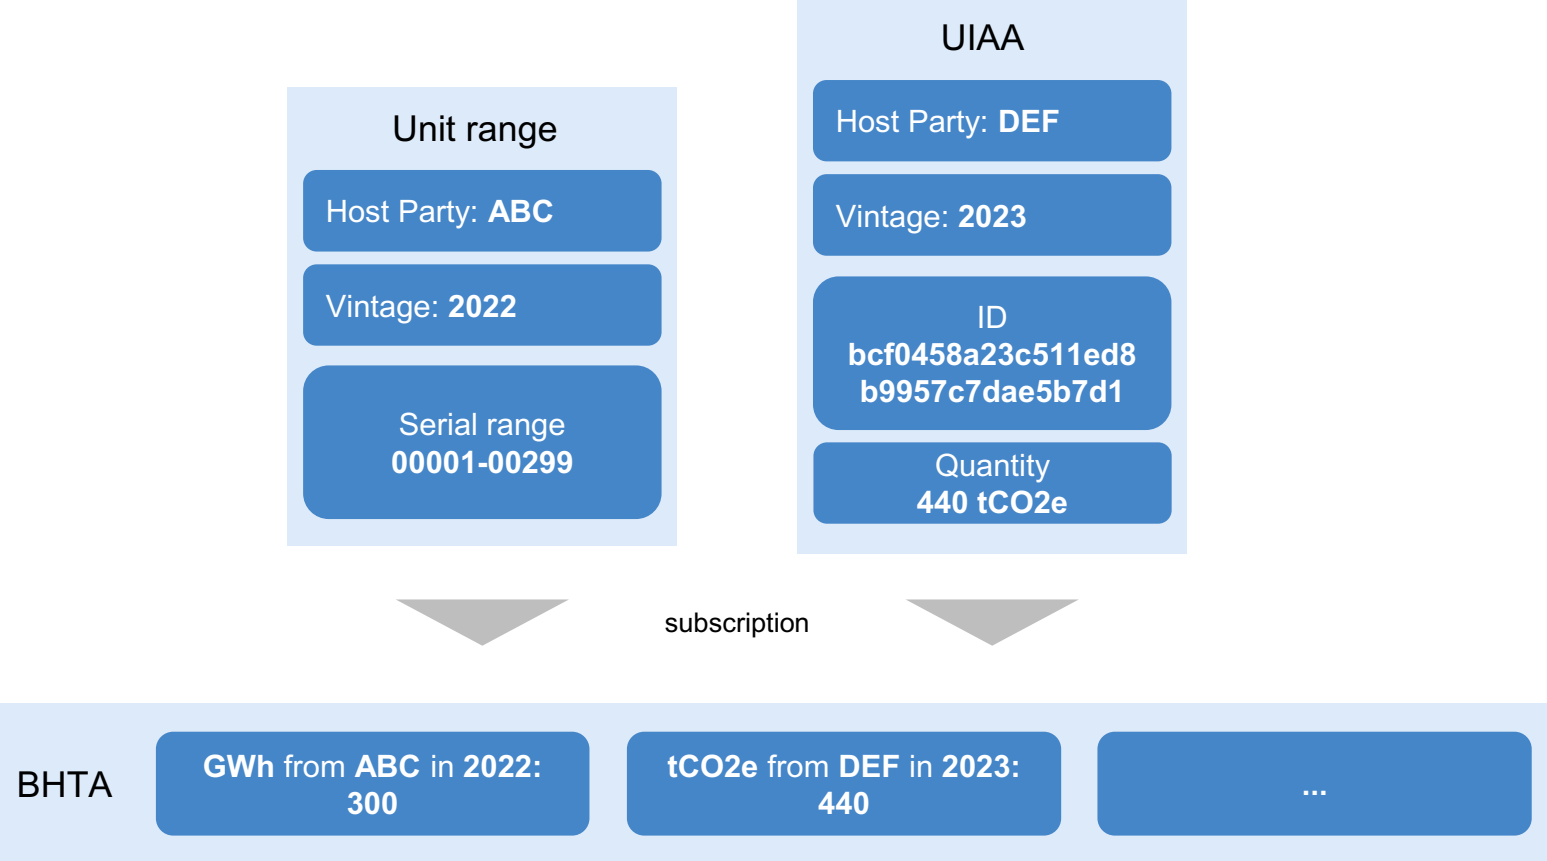 Unit range
Host Party: ABC
Vintage: 2022
Serial range
00001-00299
UIAA
Host Party: DEF
Vintage: 2023
ID
bcf0458a23c511ed8
b9957c7dae5b7d1
Quantity
440 tCO2e
subscription
BHTA
GWh from ABC in 2022:
300
tCO2e from DEF in 2023:
440
...